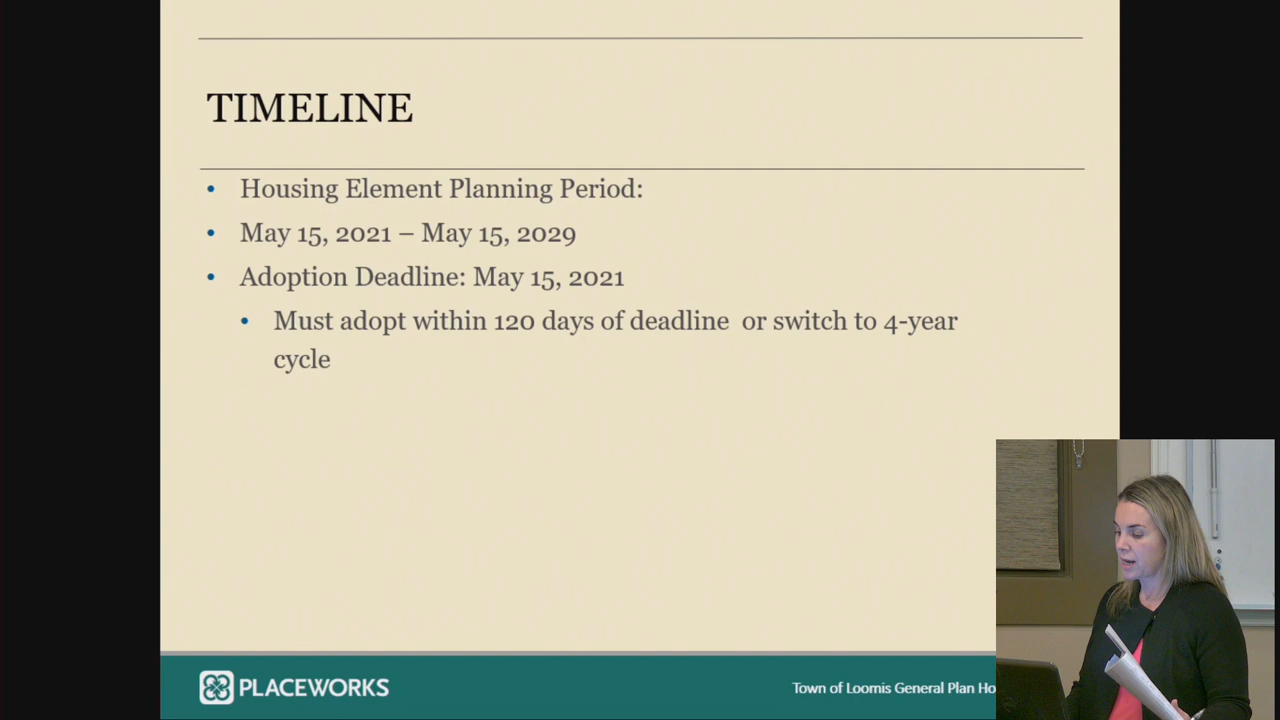 TIMELINE
• Housing Element Planning Period:
• May 15, 2021 – May 15, 2029
• Adoption Deadline: May 15, 2021
• Must adopt within 120 days of deadline or switch to 4-year
cycle
PLACEWORKS
Town of Loomis General Plan Ho